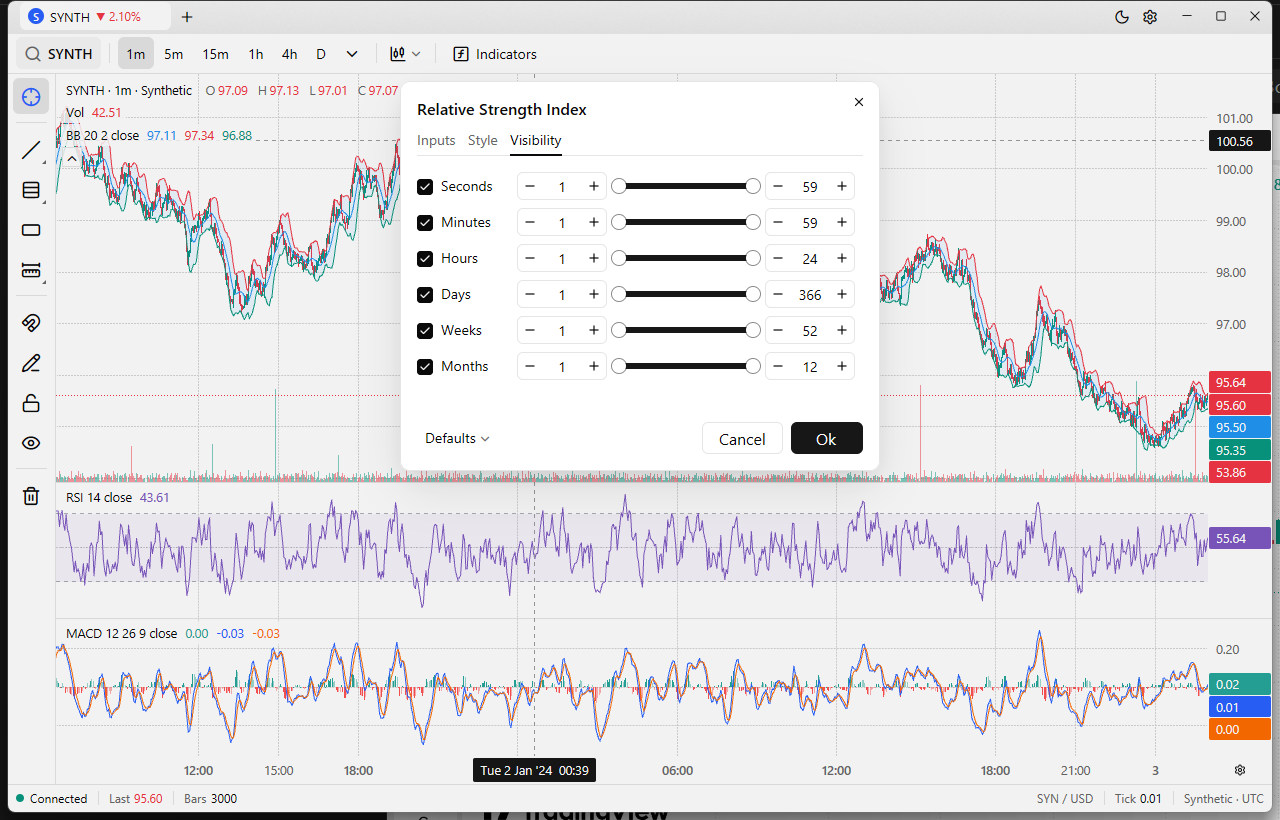 SYNTH ▼ 2.10% +
SYNTH 1m 5m 15m 1h 4h D Indicators
SYNTH · 1m · Synthetic O 97.09 H 97.13 L 97.01 C 97.07
Vol 42.51
BB 20 2 close 97.11 97.34 96.88
Relative Strength Index
Inputs Style Visibility
Seconds − 1 + − 59 +
Minutes − 1 + − 59 +
Hours − 1 + − 24 +
Days − 1 + − 366 +
Weeks − 1 + − 52 +
Months − 1 + − 12 +
Defaults Cancel Ok
101.00
100.56
100.00
99.00
98.00
97.00
95.64
95.60
95.50
95.35
53.86
RSI 14 close 43.61
55.64
MACD 12 26 9 close 0.00 -0.03 -0.03
0.20
0.02
0.01
0.00
12:00 15:00 18:00 Tue 2 Jan '24 00:39 06:00 12:00 18:00 21:00 3
Connected Last 95.60 Bars 3000 SYN / USD Tick 0.01 Synthetic · UTC